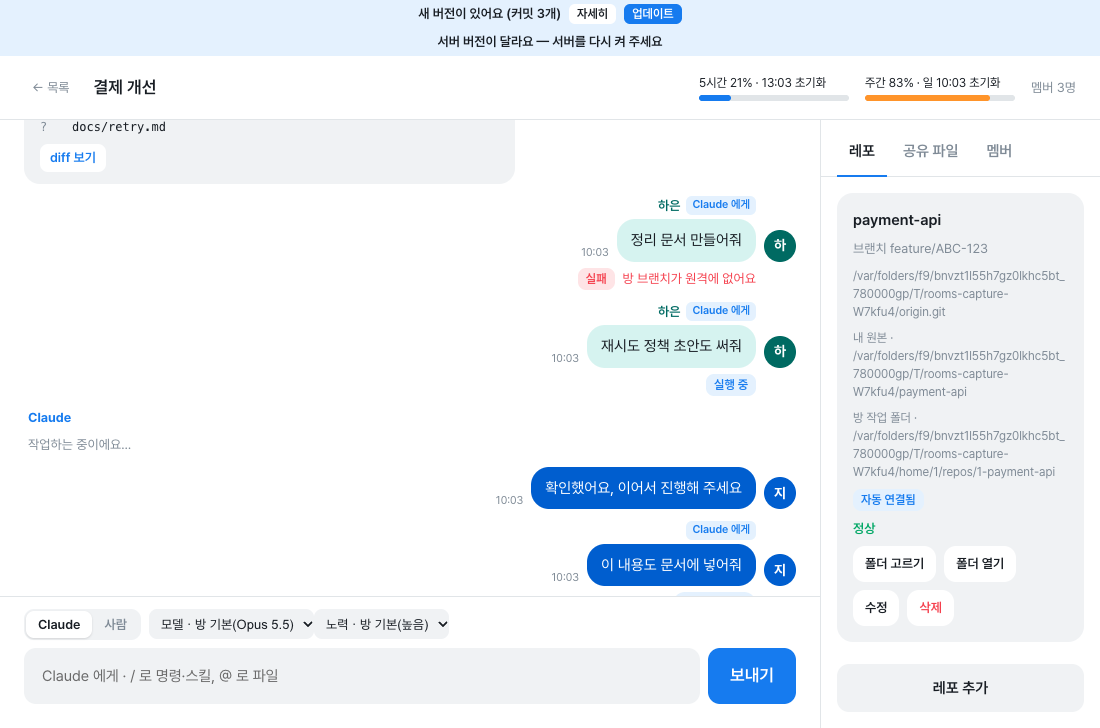 새 버전이 있어요 (커밋 3개) 자세히 업데이트
서버 버전이 달라요 — 서버를 다시 켜 주세요
← 목록 결제 개선
5시간 21% · 13:03 초기화
주간 83% · 일 10:03 초기화
멤버 3명
? docs/retry.md
diff 보기
하은 Claude 에게
정리 문서 만들어줘
10:03
하
실패 방 브랜치가 원격에 없어요
하은 Claude 에게
재시도 정책 초안도 써줘
10:03
하
실행 중
Claude
작업하는 중이에요...
확인했어요, 이어서 진행해 주세요
10:03
지
Claude 에게
이 내용도 문서에 넣어줘
10:03
지
Claude 사람 모델 · 방 기본(Opus 5.5) 노력 · 방 기본(높음)
Claude 에게 · / 로 명령·스킬, @ 로 파일
보내기
레포 공유 파일 멤버
payment-api
브랜치 feature/ABC-123
/var/folders/f9/bnvzt1l55h7gz0lkhc5bt_
780000gp/T/rooms-capture-
W7kfu4/origin.git
내 원본 ·
/var/folders/f9/bnvzt1l55h7gz0lkhc5bt_
780000gp/T/rooms-capture-
W7kfu4/payment-api
방 작업 폴더 ·
/var/folders/f9/bnvzt1l55h7gz0lkhc5bt_
780000gp/T/rooms-capture-
W7kfu4/home/1/repos/1-payment-api
자동 연결됨
정상
폴더 고르기 폴더 열기
수정 삭제
레포 추가